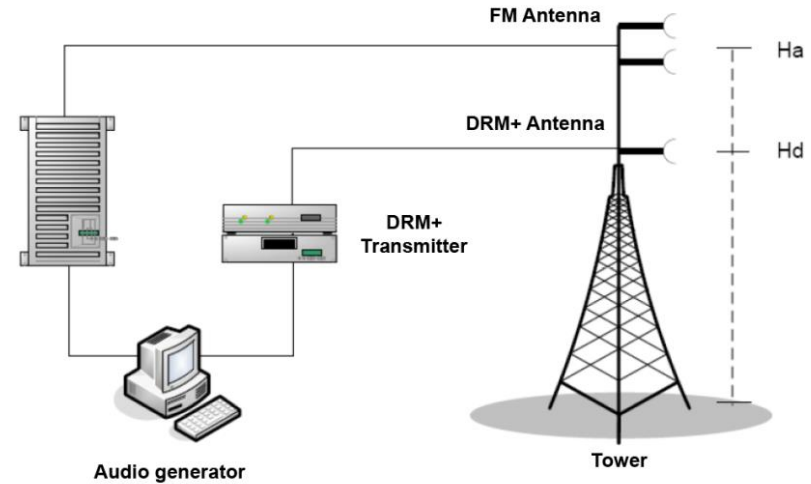 FM Antenna
Ha
DRM+ Antenna
Hd
DRM+
Transmitter
Tower
Audio generator